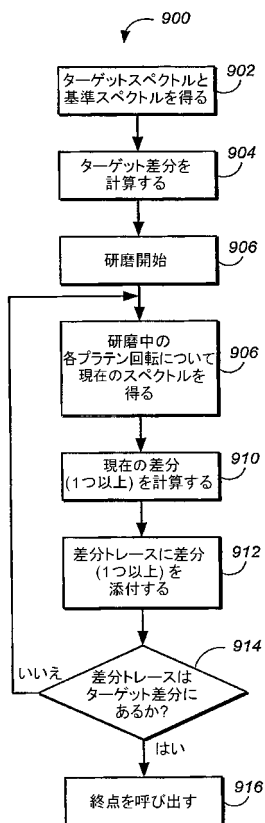 900
902
ターゲットスペクトルと
基準スペクトルを得る
904
ターゲット差分を
計算する
906
研磨開始
906
研磨中の
各プラテン回転について
現在のスペクトルを
得る
910
現在の差分
(1つ以上)を計算する
912
差分トレースに差分
(1つ以上)を
添付する
914
差分トレースは
ターゲット差分に
あるか?
いいえ
はい
916
終点を呼び出す